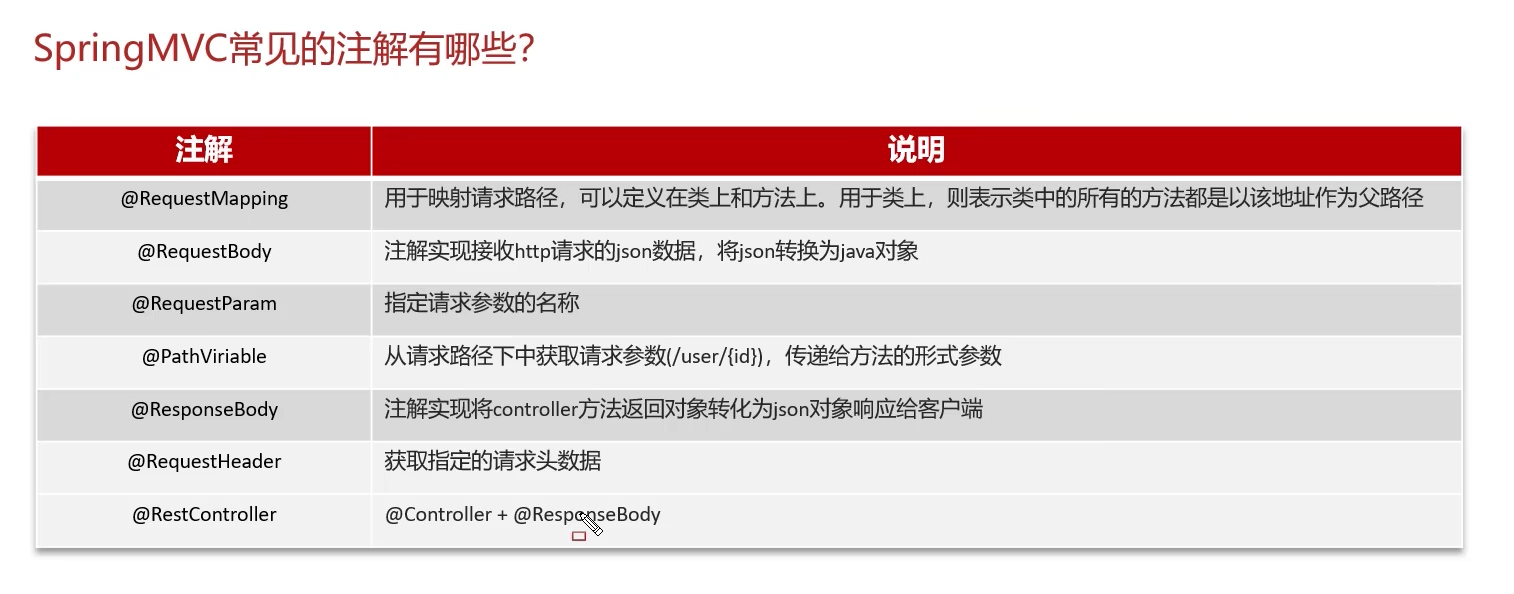 SpringMVC常见的注解有哪些？
注解 说明
@RequestMapping 用于映射请求路径，可以定义在类上和方法上。用于类上，则表示类中的所有的方法都是以该地址作为父路径
@RequestBody 注解实现接收http请求的json数据，将json转换为java对象
@RequestParam 指定请求参数的名称
@PathViriable 从请求路径下中获取请求参数(/user/{id})，传递给方法的形式参数
@ResponseBody 注解实现将controller方法返回对象转化为json对象响应给客户端
@RequestHeader 获取指定的请求头数据
@RestController @Controller + @ResponseBody